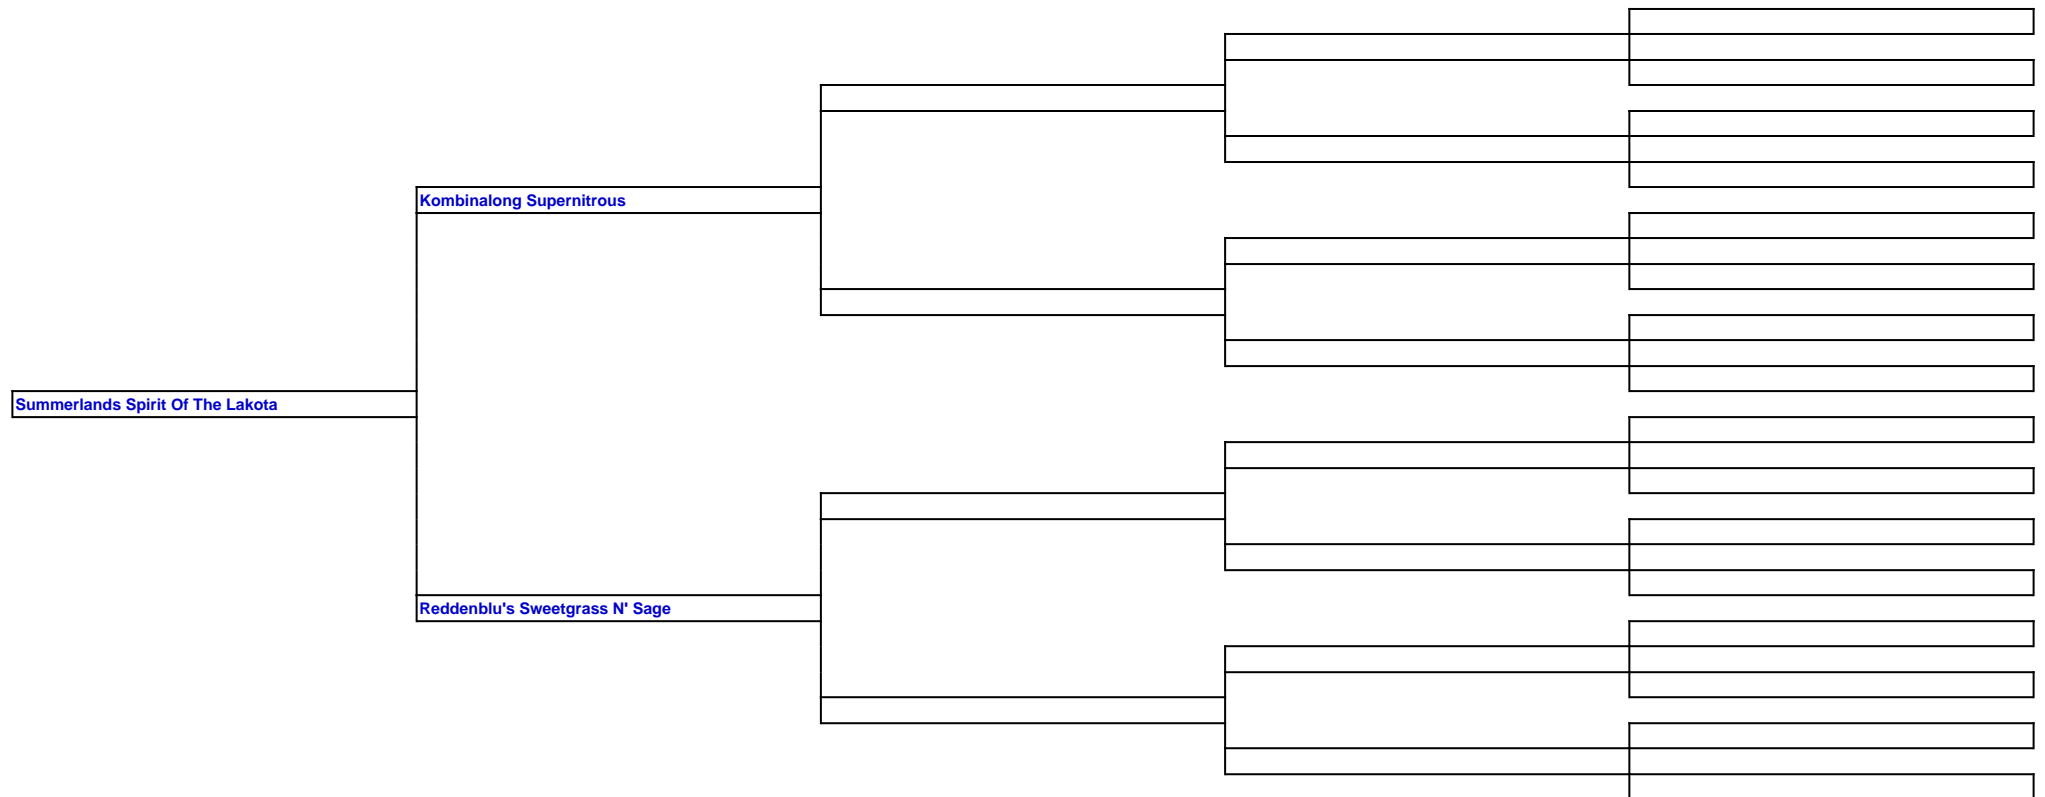 Kombinalong Supernitrous
Summerlands Spirit Of The Lakota
Reddenblu's Sweetgrass N' Sage